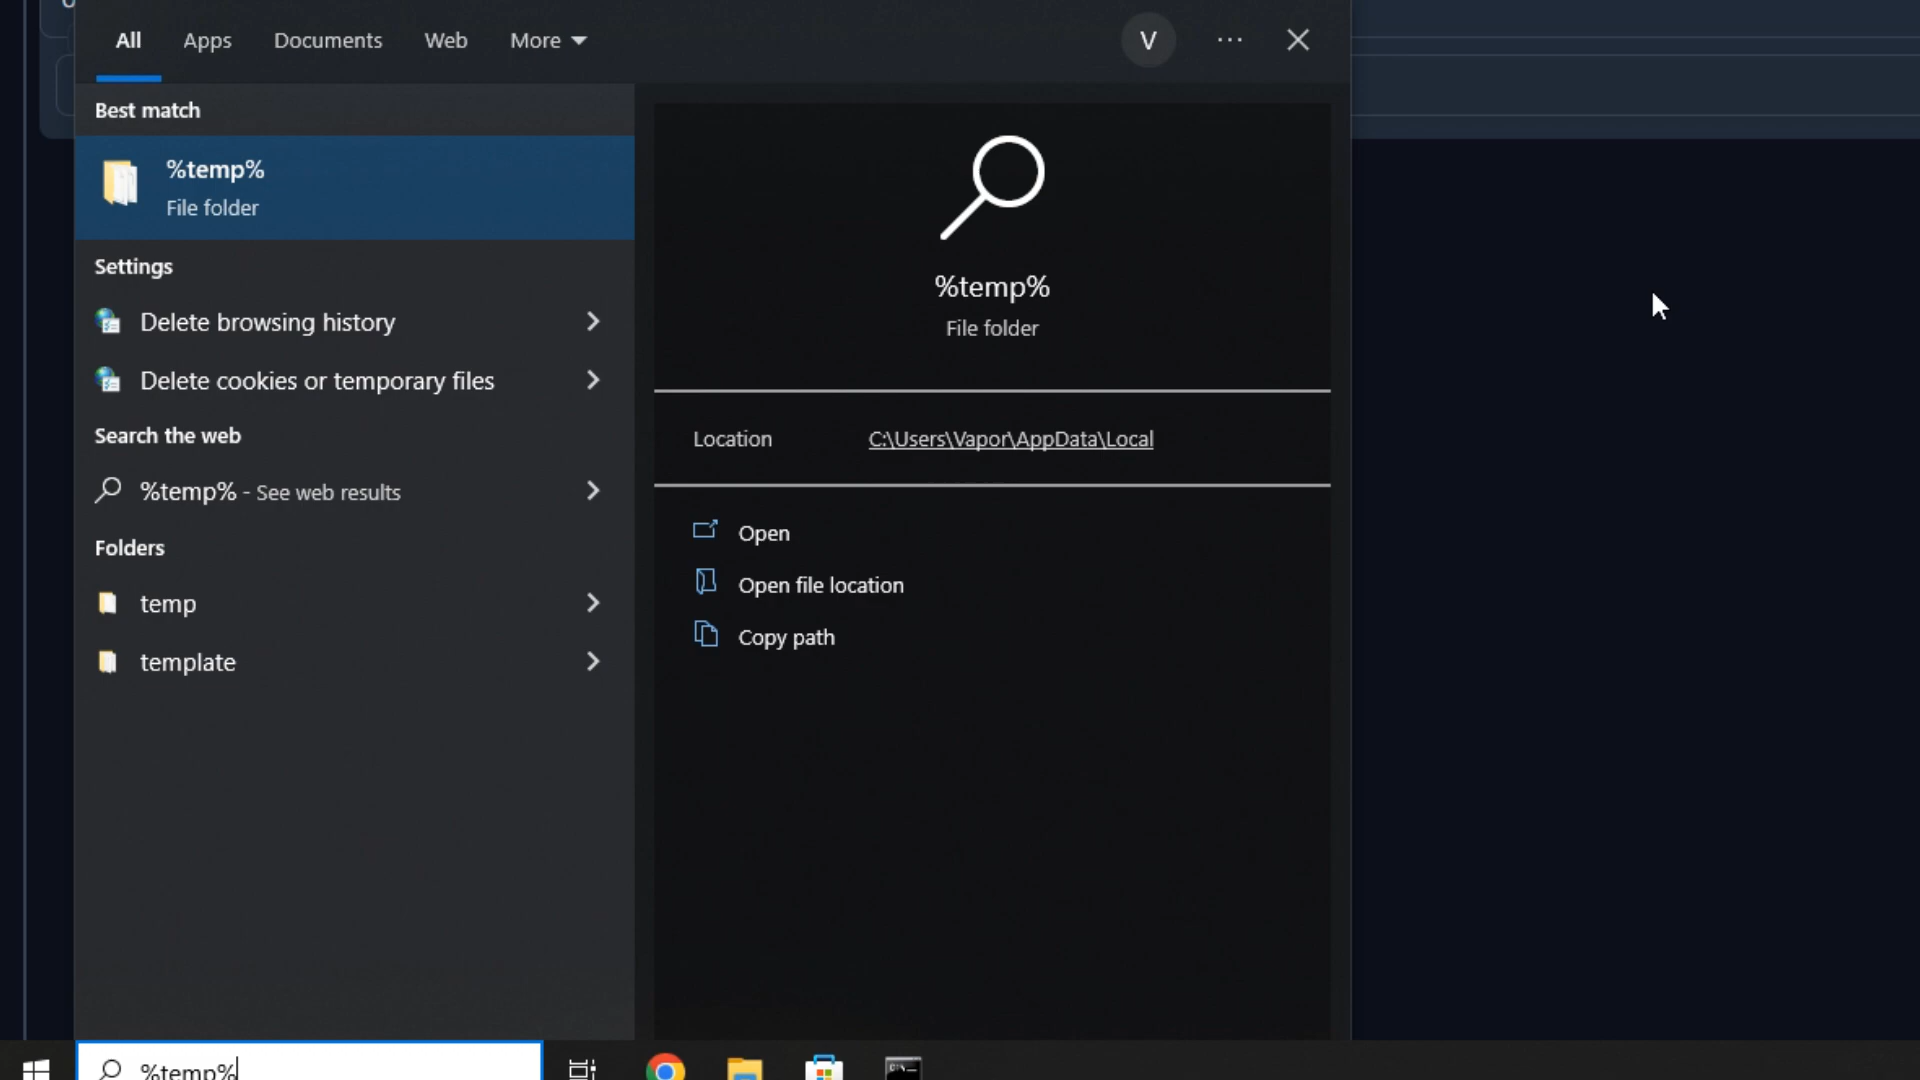 All Apps Documents Web More V
Best match
%temp%
File folder
Settings
Delete browsing history
Delete cookies or temporary files
Search the web
%temp% - See web results
Folders
temp
template
%temp%
File folder
Location C:\Users\Vapor\AppData\Local
Open
Open file location
Copy path
%temp%